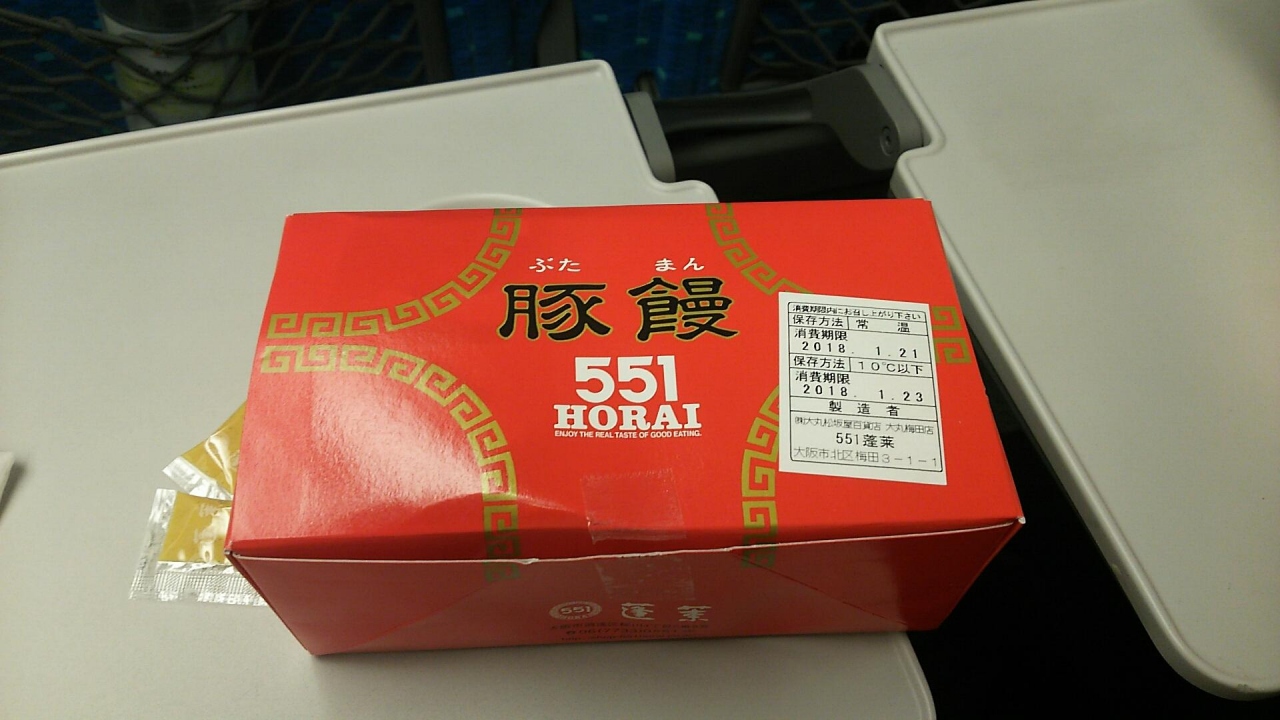 ぶた まん
豚饅
551
HORAI
ENJOY THE REAL TASTE OF GOOD EATING.
消費期限内にお召し上がり下さい
保存方法 常 温
消費期限
2018. 1.21
保存方法 10℃以下
消費期限
2018. 1.23
製 造 者
㈱大丸松坂屋百貨店 大丸梅田店
551蓬莱
大阪市北区梅田3-1-1
551 蓬莱